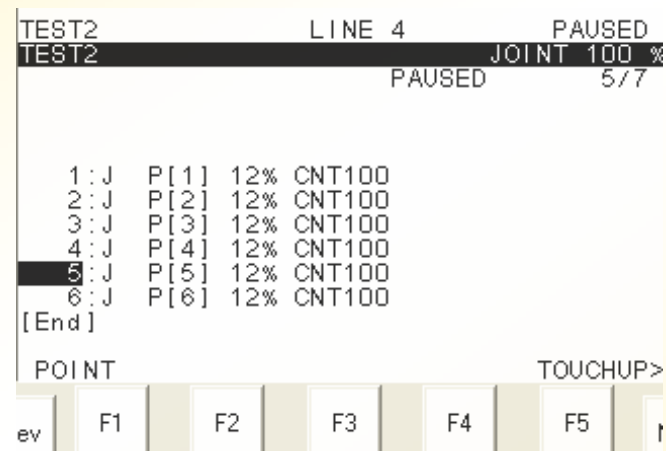 TEST2 LINE 4 PAUSED
TEST2 JOINT 100 %
PAUSED 5/7
1:J P[1] 12% CNT100
2:J P[2] 12% CNT100
3:J P[3] 12% CNT100
4:J P[4] 12% CNT100
5:J P[5] 12% CNT100
6:J P[6] 12% CNT100
[End]
POINT TOUCHUP>
ev F1 F2 F3 F4 F5